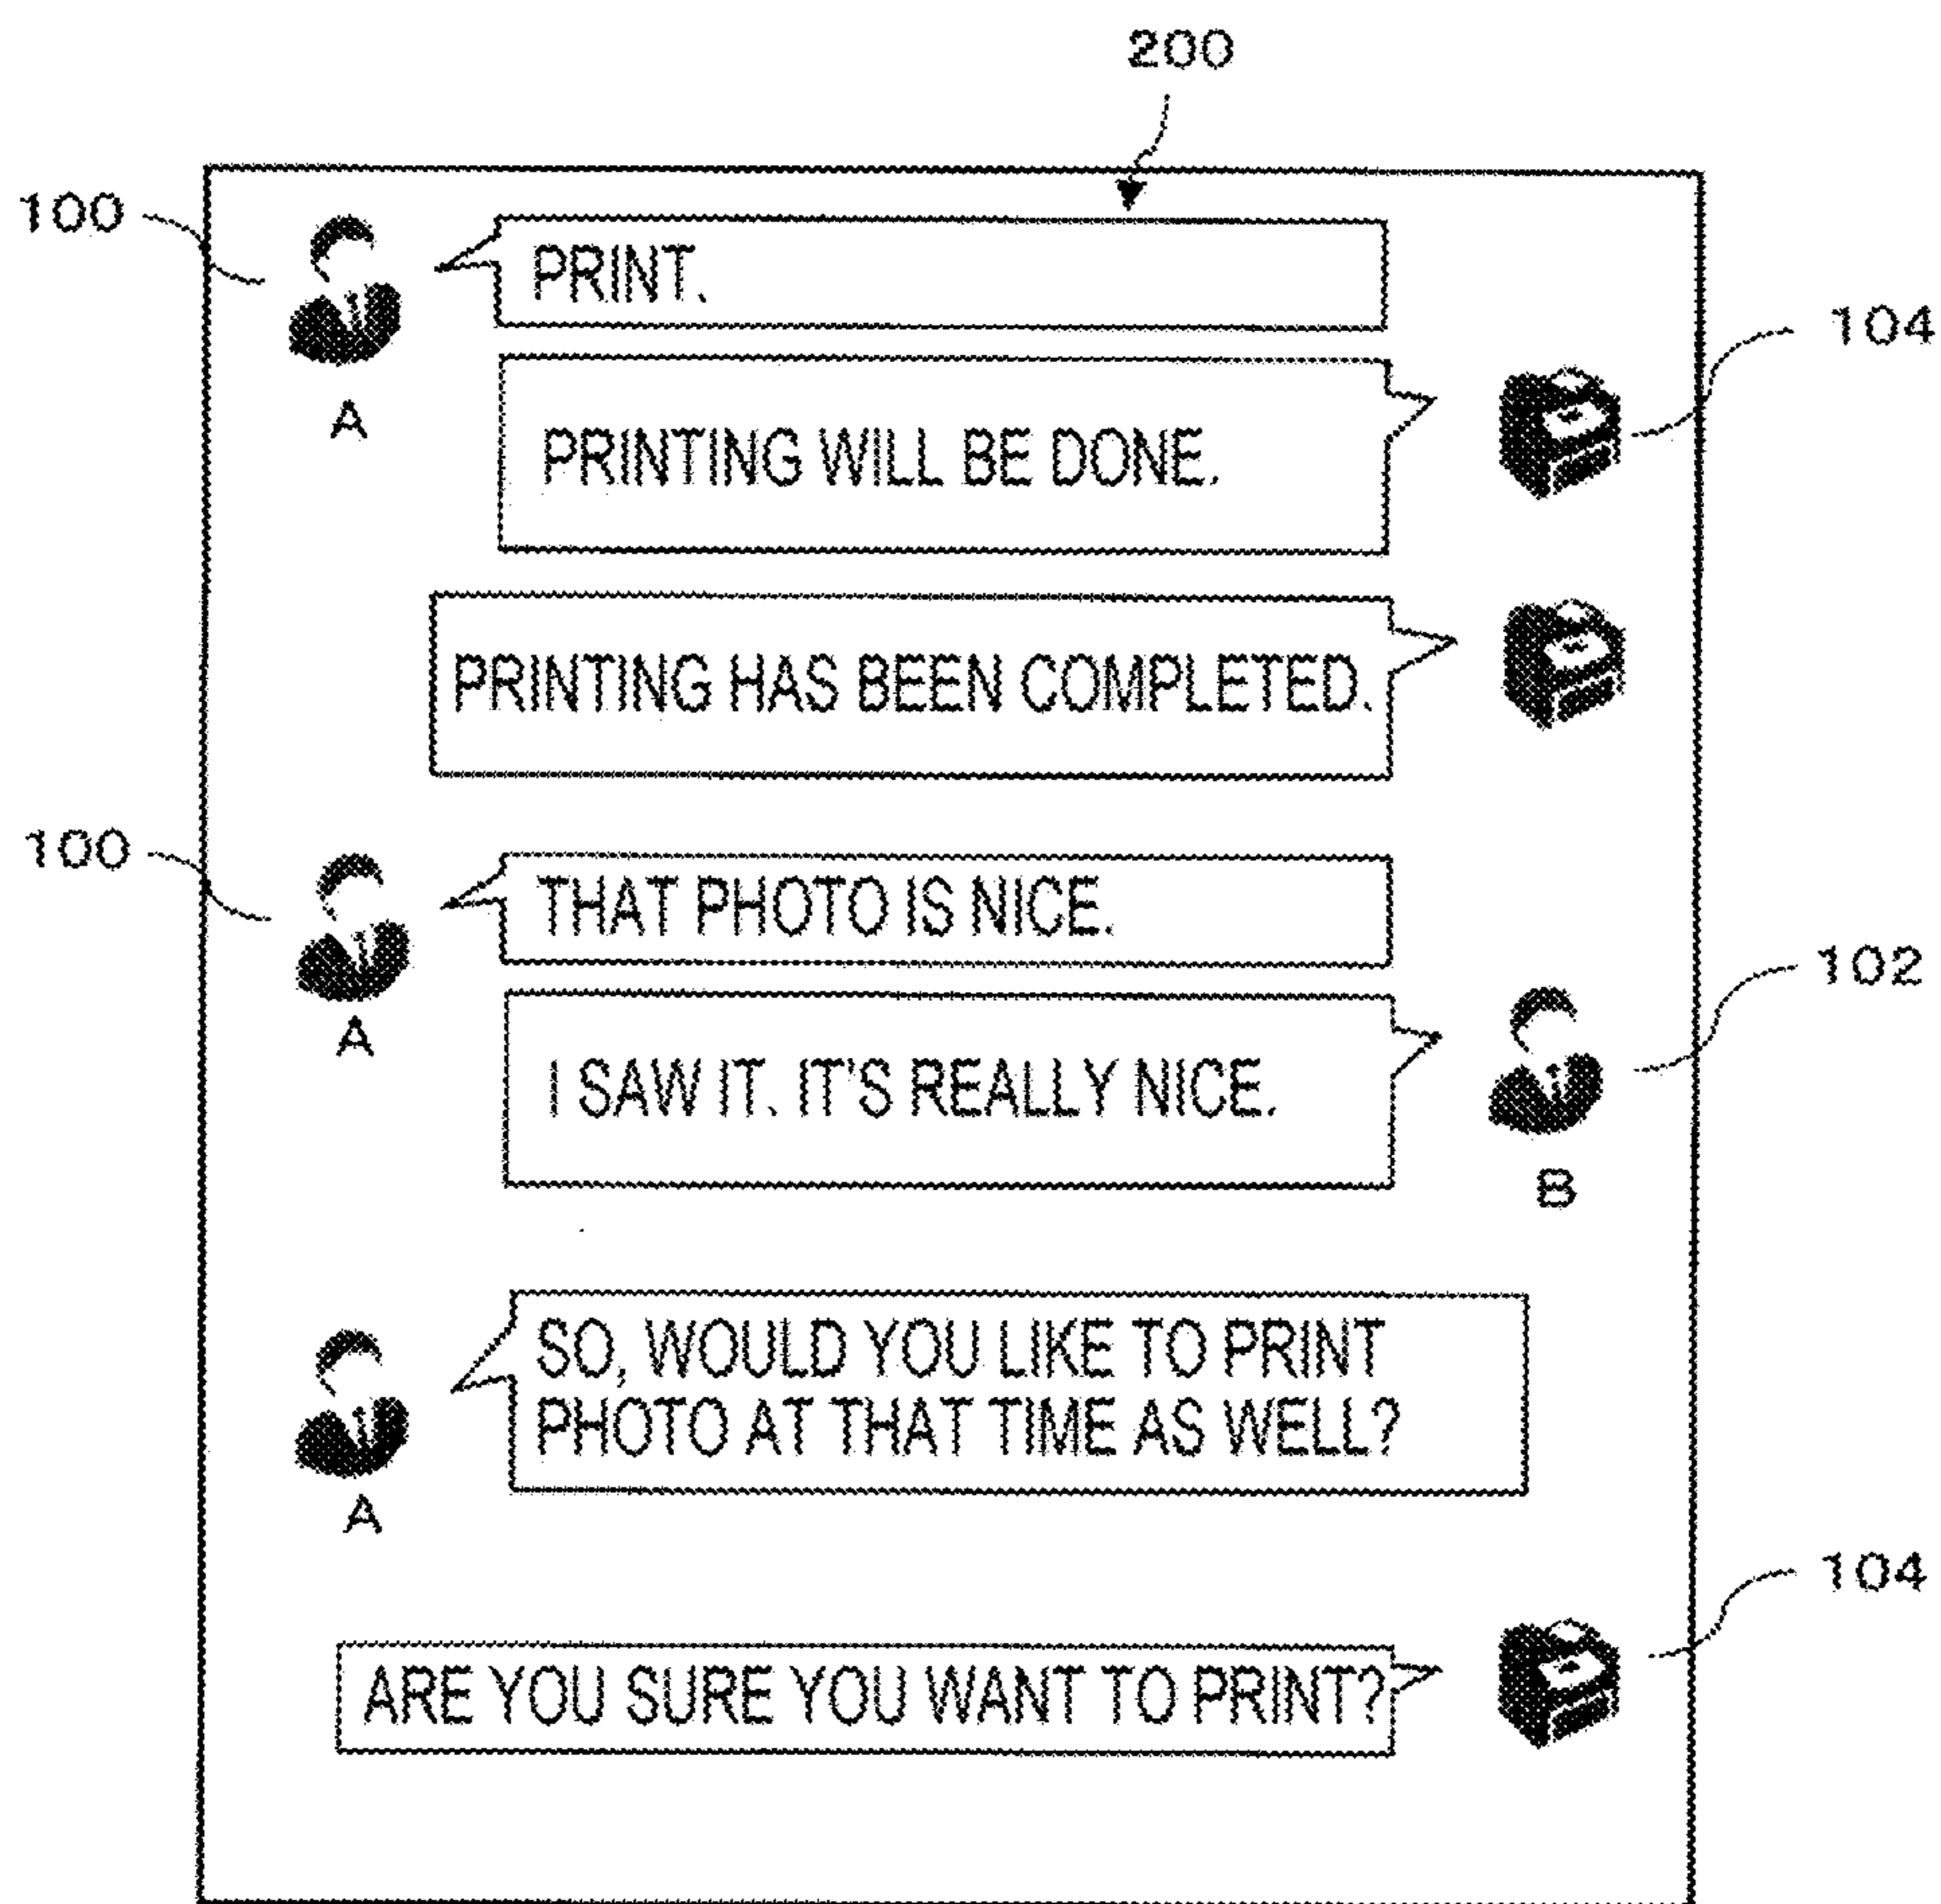 200
100
PRINT.
104
A
PRINTING WILL BE DONE.
PRINTING HAS BEEN COMPLETED.
100
THAT PHOTO IS NICE.
102
A
I SAW IT. IT'S REALLY NICE.
B
SO, WOULD YOU LIKE TO PRINT
PHOTO AT THAT TIME AS WELL?
A
104
ARE YOU SURE YOU WANT TO PRINT?